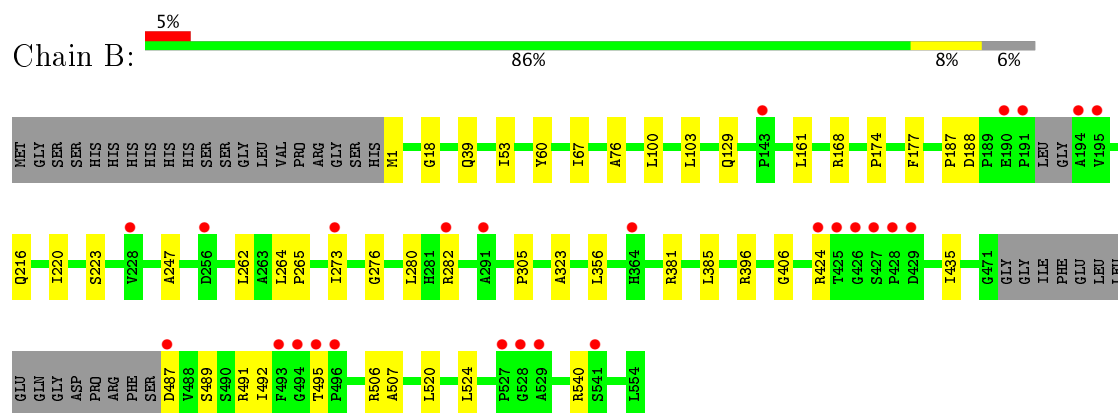 5%
Chain B:
86% 8% 6%
MET GLY SER SER HIS HIS HIS HIS HIS HIS SER SER GLY LEU VAL PRO ARG GLY SER HIS M1 G18 Q39 I53 Y60 I67 A76 L100 L103 Q129 P143 L161 R168 P174 F177 P187 D188 P189 E190 P191 LEU GLY A194 V195
Q216 I220 S223 V228 A247 D256 L262 A263 L264 P265 I273 G276 L280 H281 R282 A291 P305 A323 L356 H364 R381 L385 R396 G406 R424 T425 G426 S427 P428 D429 I435 G471 GLY GLY ILE PHE GLU LEU LEU
GLU GLN GLY ASP PRO ARG PHE SER D487 V488 S489 S490 R491 I492 F493 G494 T495 P496 R506 A507 L520 L524 P527 G528 A529 R540 S541 L554